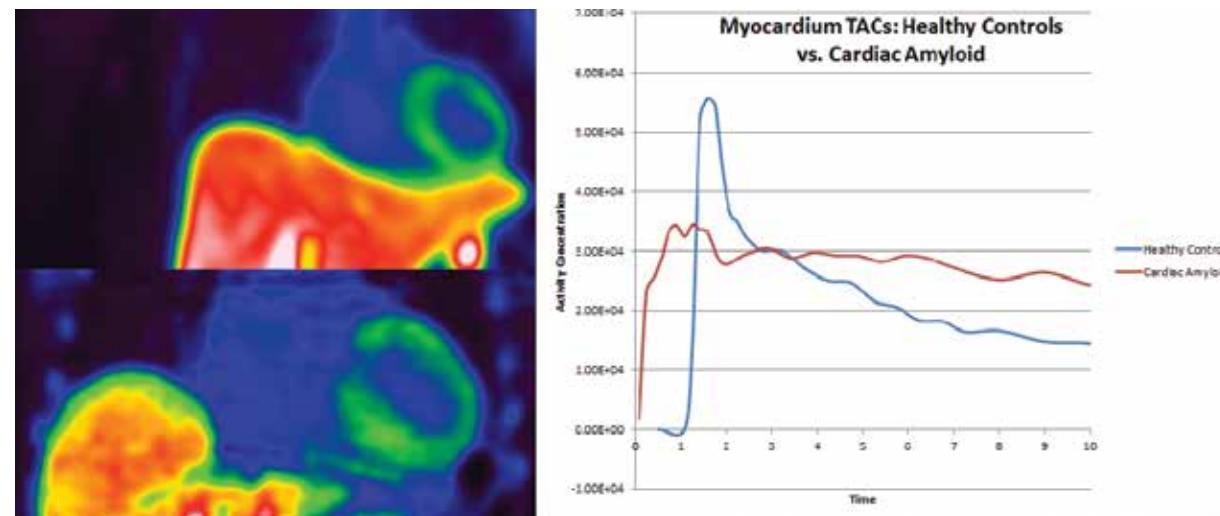 Myocardium TACs: Healthy Controls
vs. Cardiac Amyloid
7.00E+04
6.00E+04
5.00E+04
4.00E+04
3.00E+04
2.00E+04
1.00E+04
0.00E+00
-1.00E+04
Activity Concentration
0 1 2 3 4 5 6 7 8 9 10
Time
Healthy Contro
Cardiac Amyloi